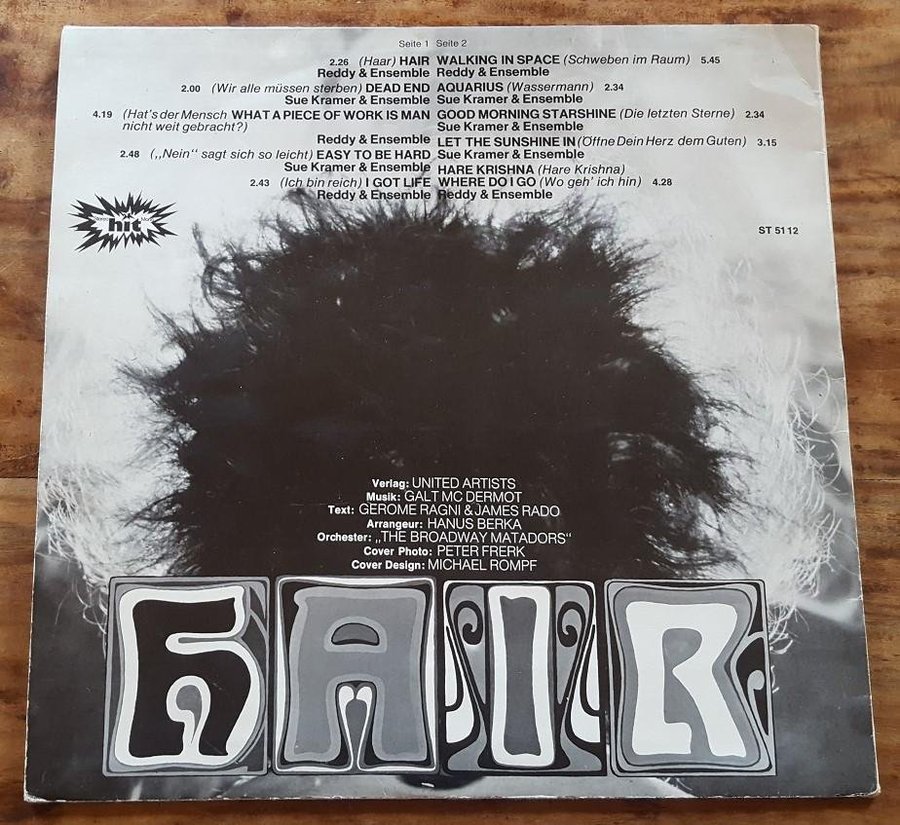 Seite 1 Seite 2
2.26 (Haar) HAIR
Reddy & Ensemble
2.00 (Wir alle müssen sterben) DEAD END
Sue Kramer & Ensemble
4.19 (Hat's der Mensch WHAT A PIECE OF WORK IS MAN
nicht weit gebracht?)
Reddy & Ensemble
2.48 („Nein" sagt sich so leicht) EASY TO BE HARD
Sue Kramer & Ensemble
2.43 (Ich bin reich) I GOT LIFE
Reddy & Ensemble
WALKING IN SPACE (Schweben im Raum) 5.45
Reddy & Ensemble
AQUARIUS (Wassermann) 2.34
Sue Kramer & Ensemble
GOOD MORNING STARSHINE (Die letzten Sterne) 2.34
Sue Kramer & Ensemble
LET THE SUNSHINE IN (Öffne Dein Herz dem Guten) 3.15
Sue Kramer & Ensemble
HARE KRISHNA (Hare Krishna)
WHERE DO I GO (Wo geh' ich hin) 4.28
Reddy & Ensemble
hit
ST 5112
Verlag: UNITED ARTISTS
Musik: GALT MC DERMOT
Text: GEROME RAGNI & JAMES RADO
Arrangeur: HANUS BERKA
Orchester: „THE BROADWAY MATADORS"
Cover Photo: PETER FRERK
Cover Design: MICHAEL ROMPF
HAIR